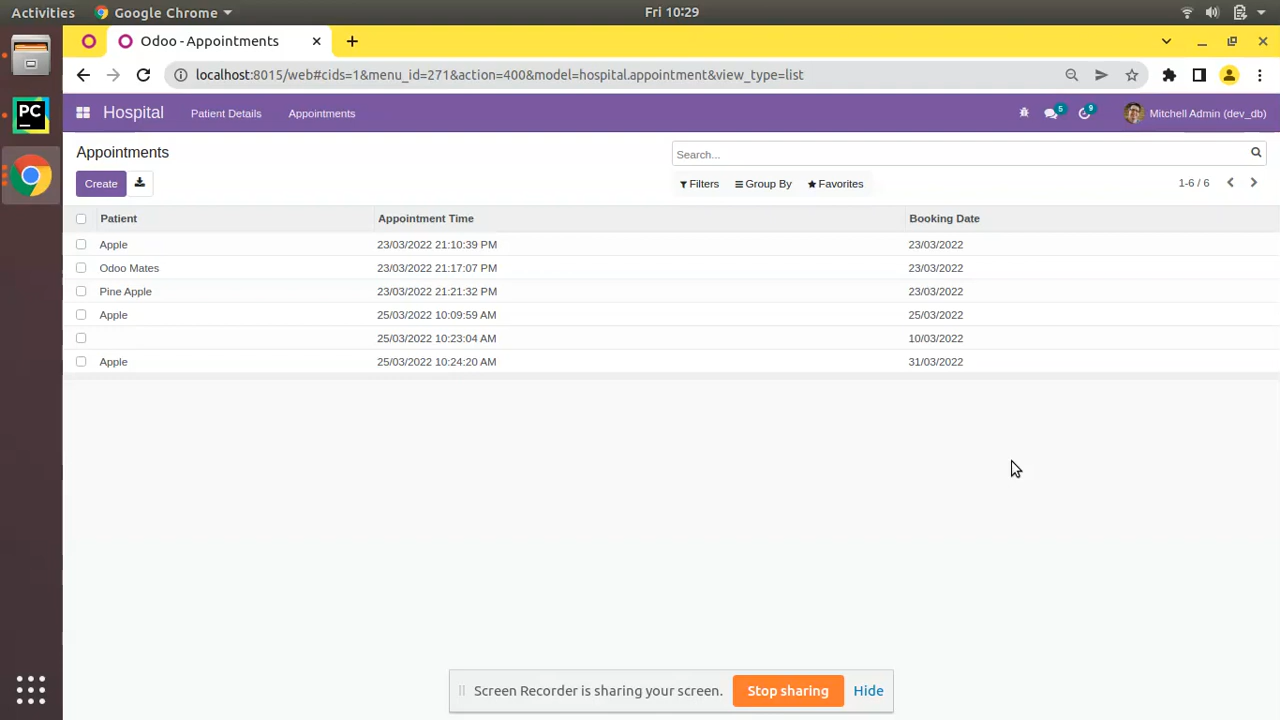 Activities Google Chrome Fri 10:29
Odoo - Appointments
localhost:8015/web#cids=1&menu_id=271&action=400&model=hospital.appointment&view_type=list
Hospital Patient Details Appointments 5 9 Mitchell Admin (dev_db)
Appointments Search...
Create Filters Group By Favorites 1-6 / 6
Patient Appointment Time Booking Date
Apple 23/03/2022 21:10:39 PM 23/03/2022
Odoo Mates 23/03/2022 21:17:07 PM 23/03/2022
Pine Apple 23/03/2022 21:21:32 PM 23/03/2022
Apple 25/03/2022 10:09:59 AM 25/03/2022
25/03/2022 10:23:04 AM 10/03/2022
Apple 25/03/2022 10:24:20 AM 31/03/2022
Screen Recorder is sharing your screen. Stop sharing Hide
PC